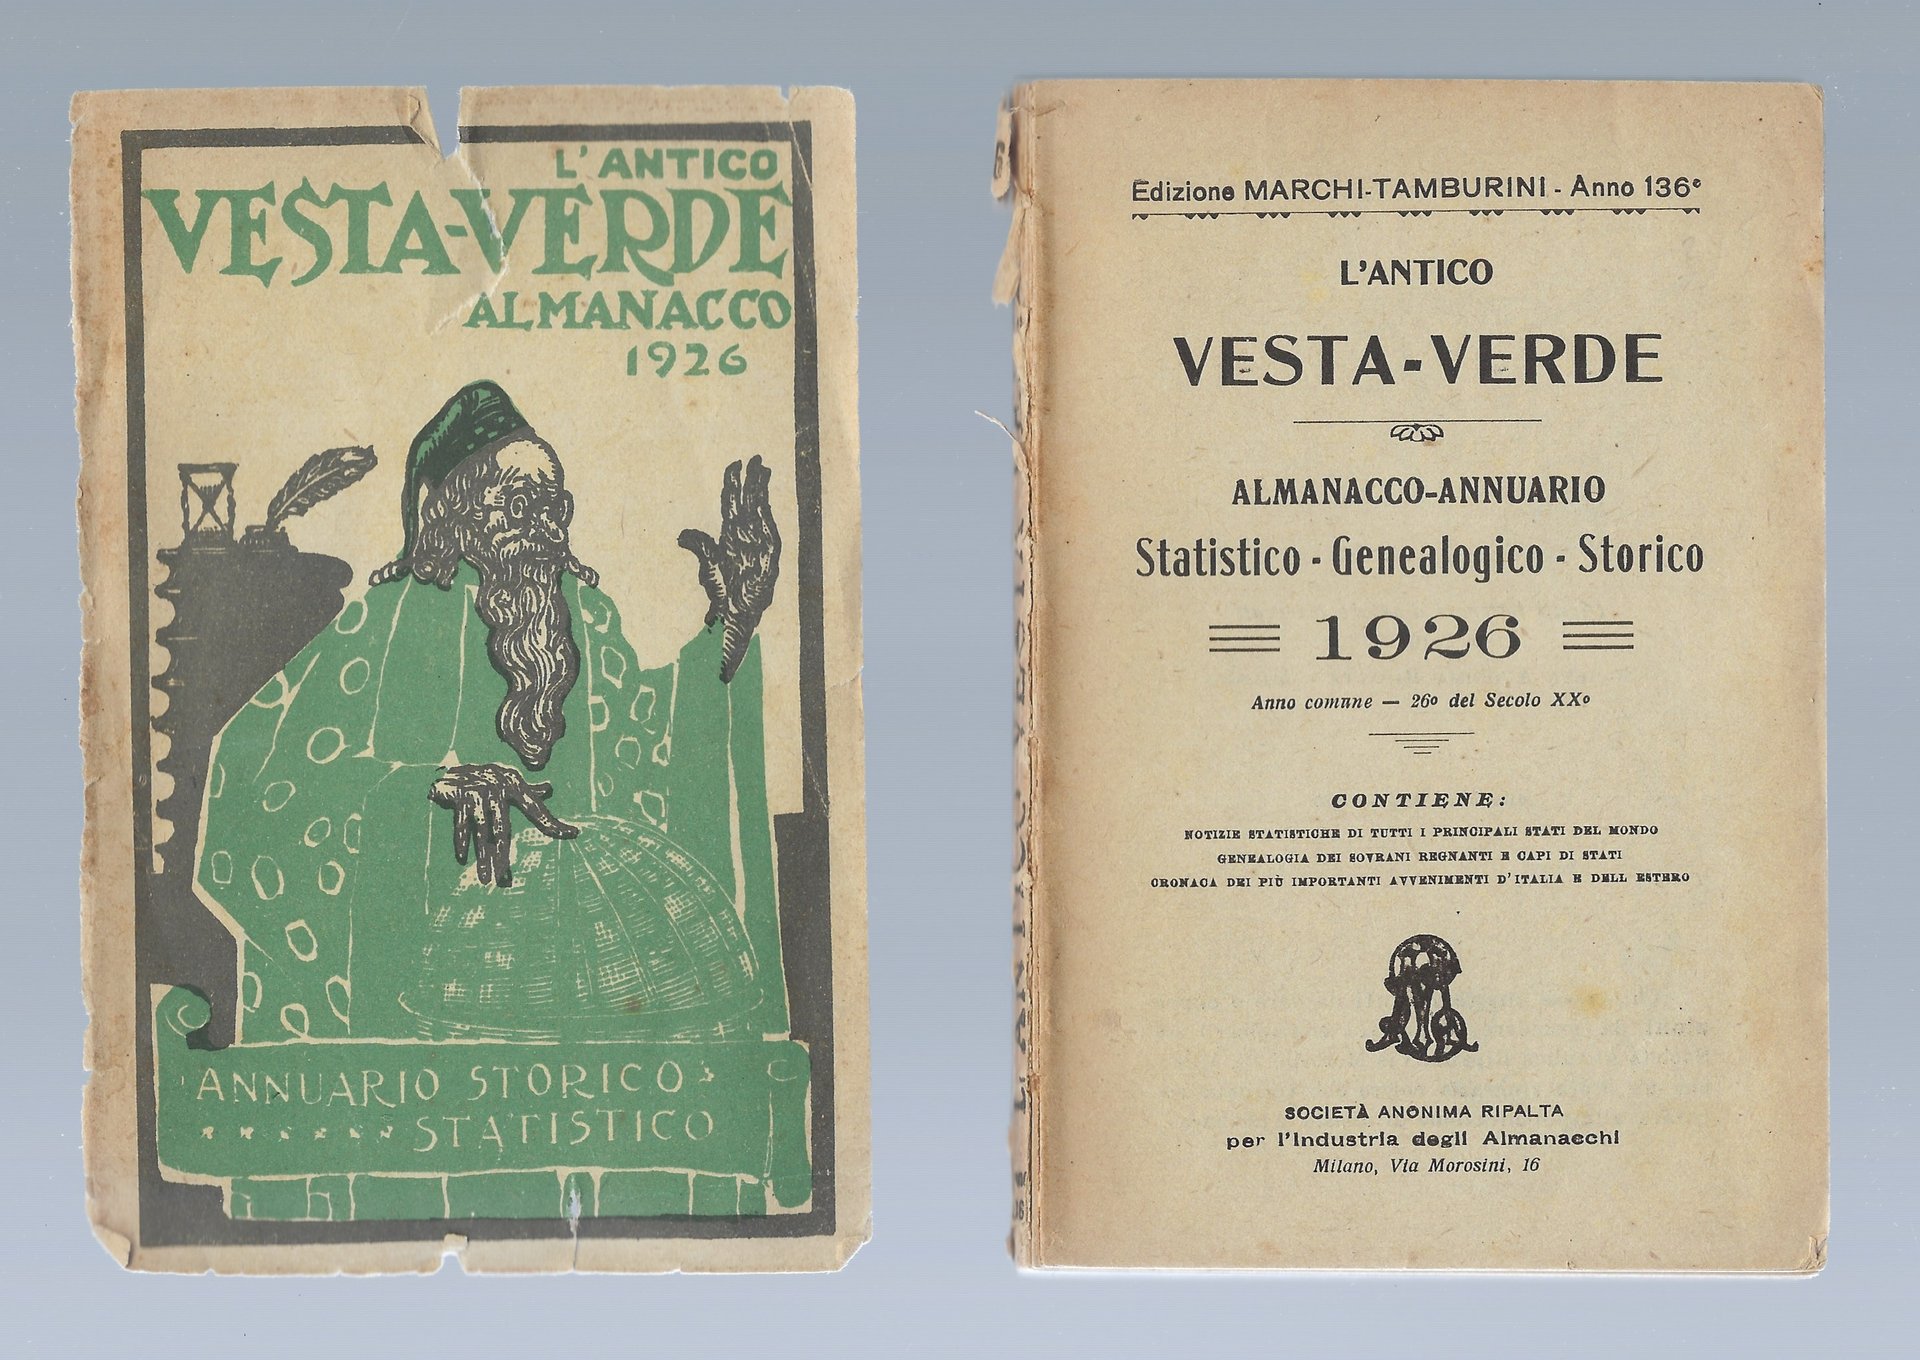 L'ANTICO
VESTA-VERDE
ALMANACCO
1926
ANNUARIO STORICO
STATISTICO
Edizione MARCHI-TAMBURINI - Anno 136º
L'ANTICO
VESTA-VERDE
ALMANACCO-ANNUARIO
Statistico - Genealogico - Storico
1926
Anno comune — 26º del Secolo XXº
CONTIENE:
NOTIZIE STATISTICHE DI TUTTI I PRINCIPALI STATI DEL MONDO
GENEALOGIA DEI SOVRANI REGNANTI E CAPI DI STATI
CRONACA DEI PIÙ IMPORTANTI AVVENIMENTI D'ITALIA E DELL ESTERO
SOCIETÀ ANONIMA RIPALTA
per l'Industria degli Almanacchi
Milano, Via Morosini, 16